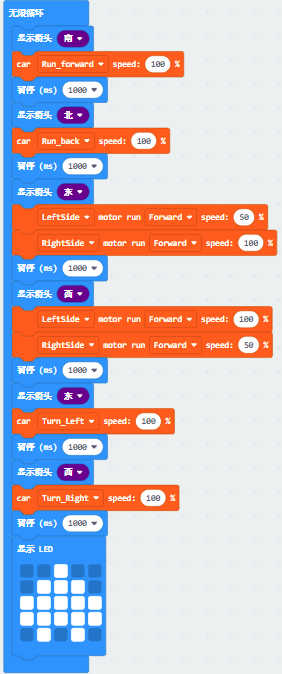 无限循环
显示箭头 南
car Run_forward speed: 100 %
暂停 (ms) 1000
显示箭头 北
car Run_back speed: 100 %
暂停 (ms) 1000
显示箭头 东
LeftSide motor run Forward speed: 50 %
RightSide motor run Forward speed: 100 %
暂停 (ms) 1000
显示箭头 西
LeftSide motor run Forward speed: 100 %
RightSide motor run Forward speed: 50 %
暂停 (ms) 1000
显示箭头 东
car Turn_Left speed: 100 %
暂停 (ms) 1000
显示箭头 西
car Turn_Right speed: 100 %
暂停 (ms) 1000
显示 LED